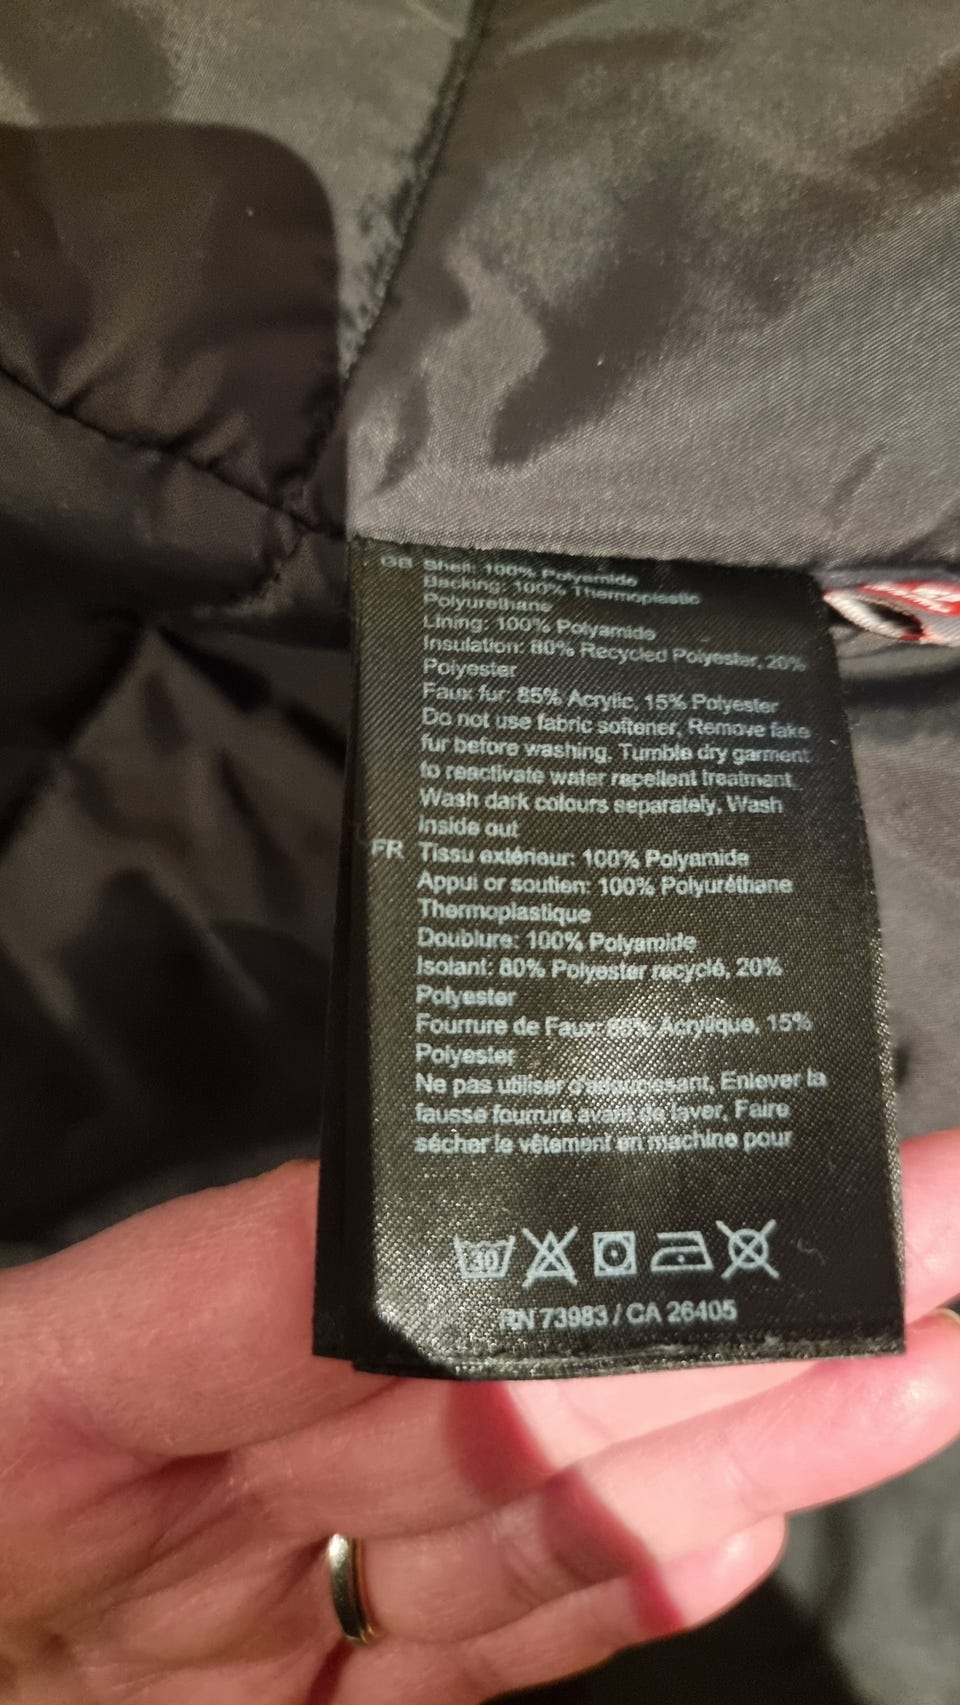 GB Shell: 100% Polyamide
Backing: 100% Thermoplastic
Polyurethane
Lining: 100% Polyamide
Insulation: 80% Recycled Polyester, 20%
Polyester
Faux fur: 85% Acrylic, 15% Polyester
Do not use fabric softener, Remove fake
fur before washing, Tumble dry garment
to reactivate water repellent treatment,
Wash dark colours separately, Wash
inside out
FR Tissu extérieur: 100% Polyamide
Appui or soutien: 100% Polyuréthane
Thermoplastique
Doublure: 100% Polyamide
Isolant: 80% Polyester recyclé, 20%
Polyester
Fourrure de Faux: 85% Acrylique, 15%
Polyester
Ne pas utiliser d'adoucissant, Enlever la
fausse fourrure avant de laver, Faire
sécher le vêtement en machine pour
30
RN 73983 / CA 26405